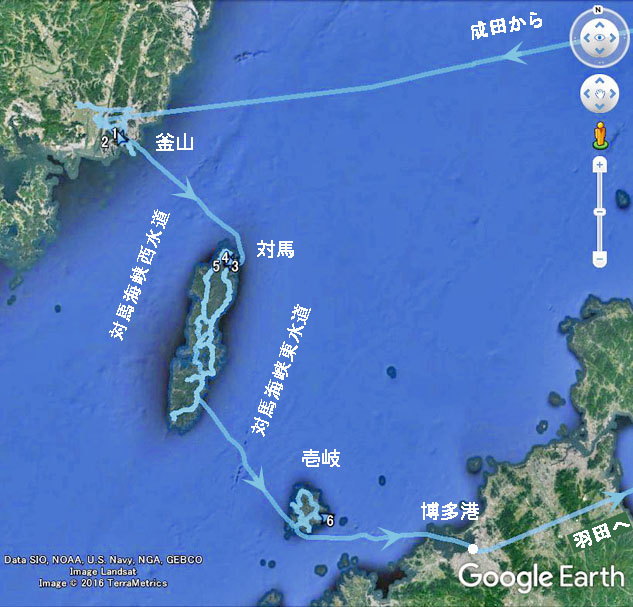 N
成田から
1
2
釜山
対馬海峡西水道
対馬
4
5 3
対馬海峡東水道
壱岐
6
博多港
羽田へ
Data SIO, NOAA, U.S. Navy, NGA, GEBCO
Image Landsat
Image © 2016 TerraMetrics
Google Earth